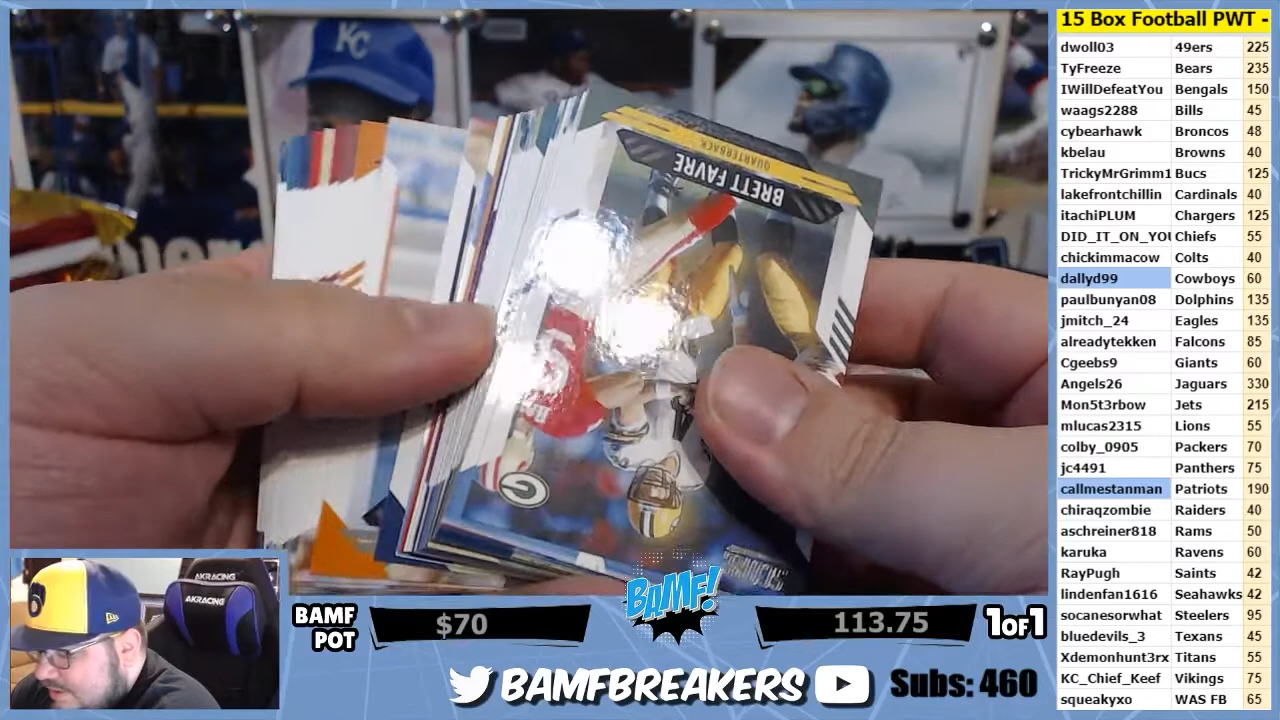 15 Box Football PWT -
dwoll03 49ers 225
TyFreeze Bears 235
IWillDefeatYou Bengals 150
waags2288 Bills 45
cybearhawk Broncos 48
kbelau Browns 40
TrickyMrGrimm1 Bucs 125
lakefrontchillin Cardinals 40
itachiPLUM Chargers 125
DID_IT_ON_YOU Chiefs 55
chickimmacow Colts 40
dallyd99 Cowboys 60
paulbunyan08 Dolphins 135
jmitch_24 Eagles 135
alreadytekken Falcons 85
Cgeebs9 Giants 60
Angels26 Jaguars 330
Mon5t3rbow Jets 215
mlucas2315 Lions 55
colby_0905 Packers 70
jc4491 Panthers 75
callmestanman Patriots 190
chiraqzombie Raiders 40
aschreiner818 Rams 50
karuka Ravens 60
RayPugh Saints 42
lindenfan1616 Seahawks 42
socanesorwhat Steelers 95
bluedevils_3 Texans 45
Xdemonhunt3rx Titans 55
KC_Chief_Keef Vikings 75
squeakyxo WAS FB 65
KC
QUARTERBACK
BRETT FAVRE
5
G
AKRACING
AKRACING
BAMF POT
$70
BAMF!
113.75
1OF1
BAMFBREAKERS
Subs: 460